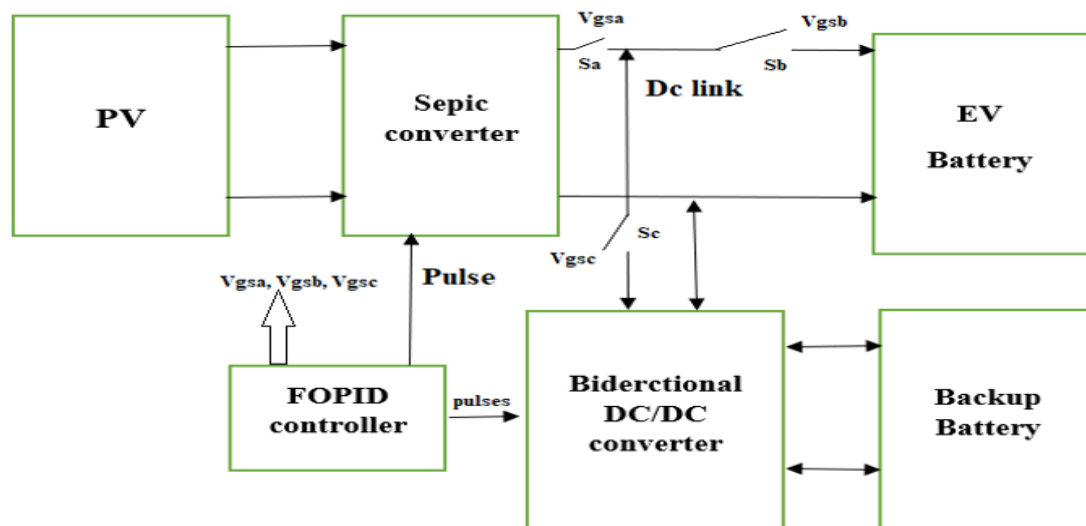 PV
Sepic
converter
Vgsa
Sa
Vgsb
Sb
Dc link
EV
Battery
Sc
Vgsc
Vgsa, Vgsb, Vgsc
Pulse
FOPID
controller
pulses
Biderctional
DC/DC
converter
Backup
Battery